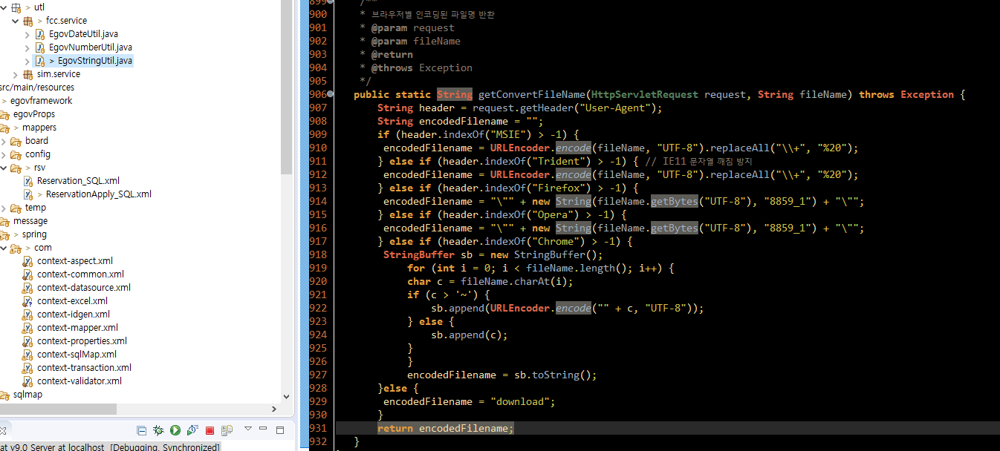 utl
> fcc.service
EgovDateUtil.java
EgovNumberUtil.java
> EgovStringUtil.java
sim.service
src/main/resources
> egovframework
egovProps
> mappers
board
config
> rsv
Reservation_SQL.xml
> ReservationApply_SQL.xml
temp
message
> spring
> com
context-aspect.xml
context-common.xml
context-datasource.xml
context-excel.xml
context-idgen.xml
context-mapper.xml
context-properties.xml
context-sqlMap.xml
context-transaction.xml
context-validator.xml
sqlmap
at v9.0 Server at localhost [Debugging, Synchronized]
899 /**
900 * 브라우저별 인코딩된 파일명 반환
901 * @param request
902 * @param fileName
903 * @return
904 * @throws Exception
905 */
906 public static String getConvertFileName(HttpServletRequest request, String fileName) throws Exception {
907 String header = request.getHeader("User-Agent");
908 String encodedFilename = "";
909 if (header.indexOf("MSIE") > -1) {
910 encodedFilename = URLEncoder.encode(fileName, "UTF-8").replaceAll("\\+", "%20");
911 } else if (header.indexOf("Trident") > -1) { // IE11 문자열 깨짐 방지
912 encodedFilename = URLEncoder.encode(fileName, "UTF-8").replaceAll("\\+", "%20");
913 } else if (header.indexOf("Firefox") > -1) {
914 encodedFilename = "\"" + new String(fileName.getBytes("UTF-8"), "8859_1") + "\"";
915 } else if (header.indexOf("Opera") > -1) {
916 encodedFilename = "\"" + new String(fileName.getBytes("UTF-8"), "8859_1") + "\"";
917 } else if (header.indexOf("Chrome") > -1) {
918 StringBuffer sb = new StringBuffer();
919 for (int i = 0; i < fileName.length(); i++) {
920 char c = fileName.charAt(i);
921 if (c > '~') {
922 sb.append(URLEncoder.encode("" + c, "UTF-8"));
923 } else {
924 sb.append(c);
925 }
926 }
927 encodedFilename = sb.toString();
928 }else {
929 encodedFilename = "download";
930 }
931 return encodedFilename;
932 }